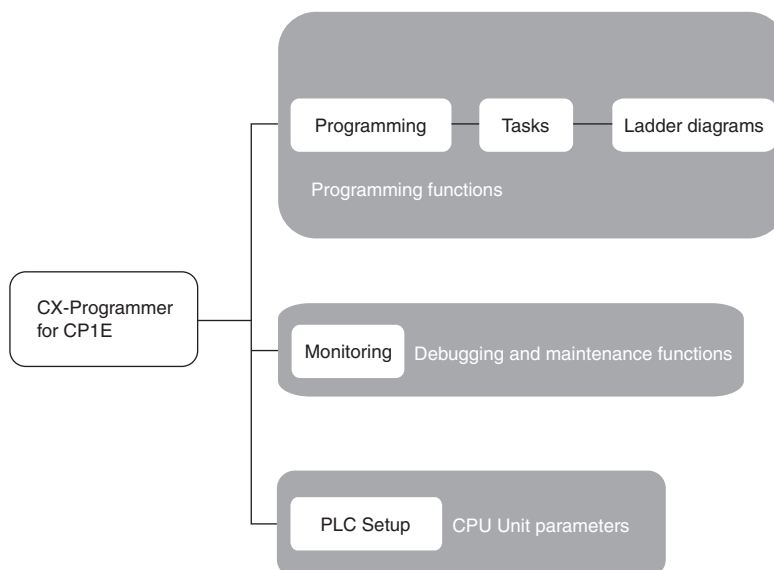 Programming
Tasks
Ladder diagrams
Programming functions
CX-Programmer
for CP1E
Monitoring
Debugging and maintenance functions
PLC Setup
CPU Unit parameters